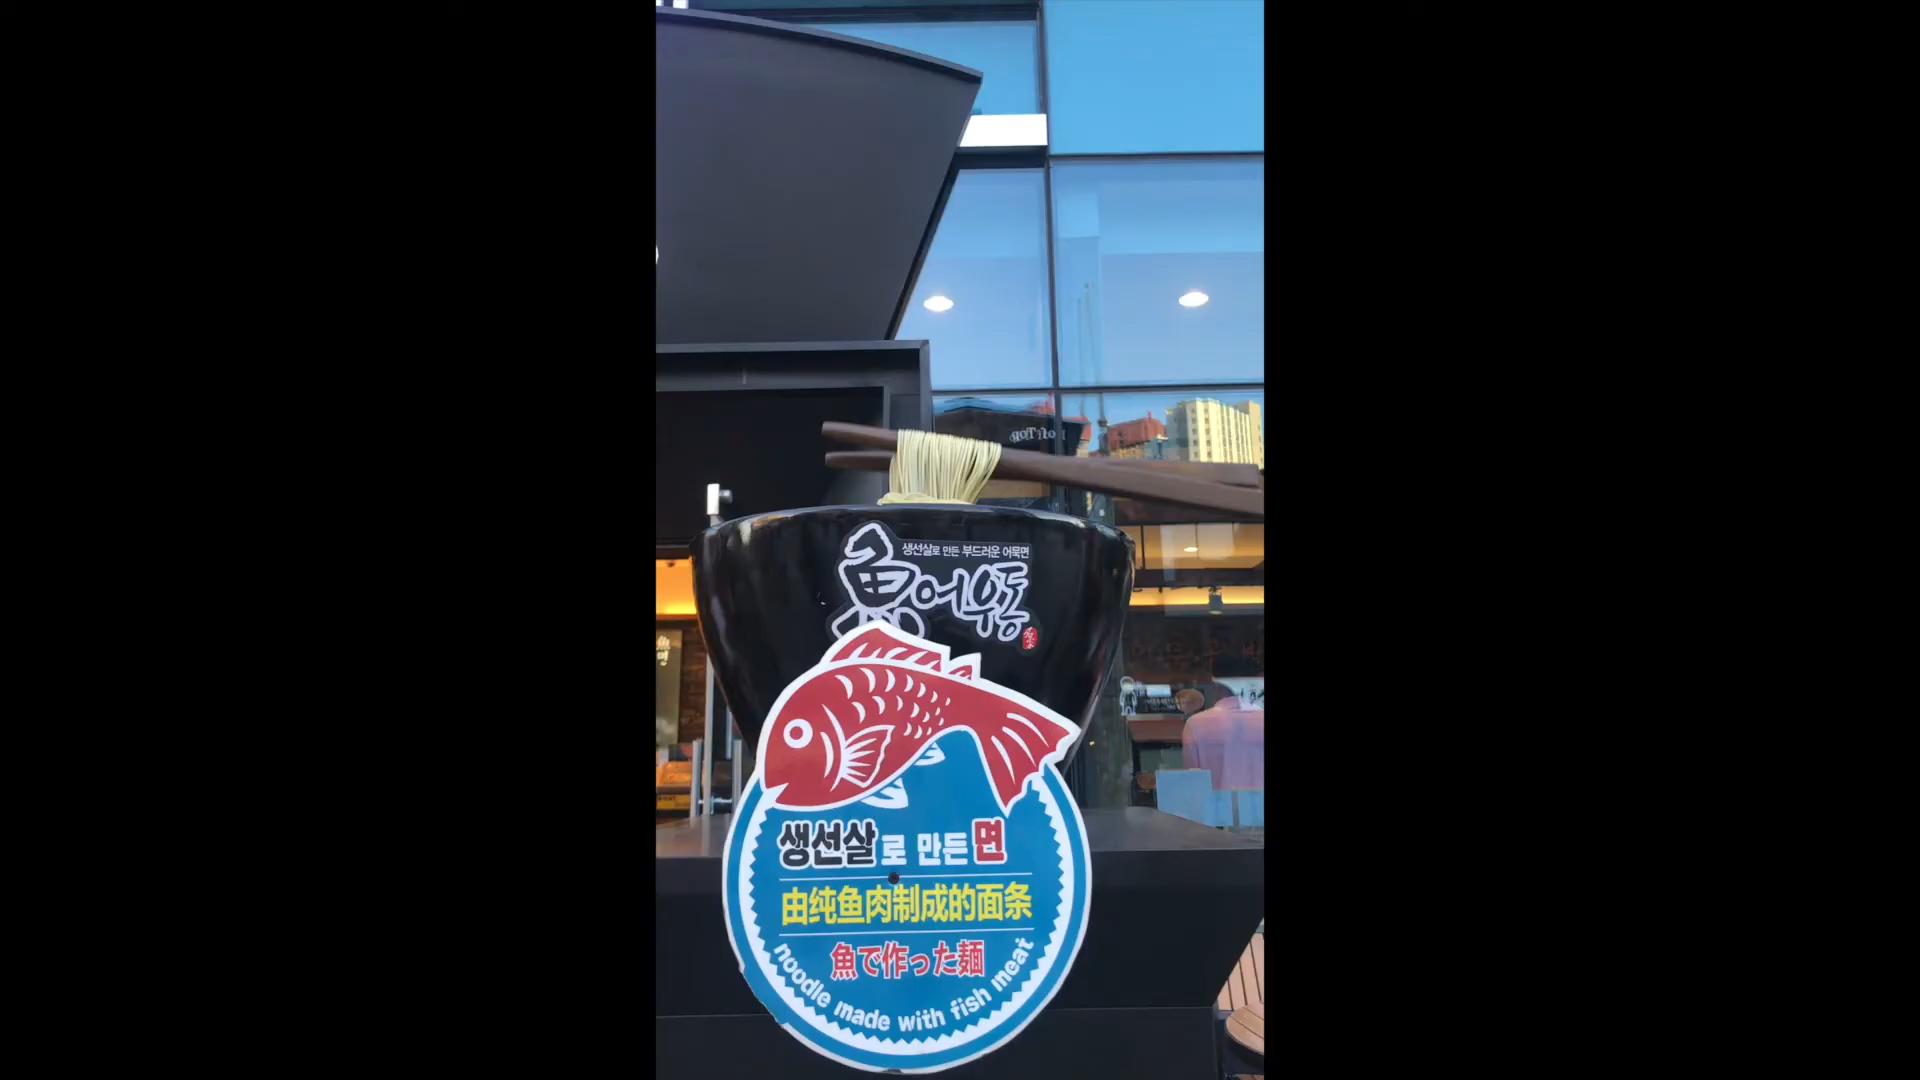 생선살로 만든 부드러운 어묵면
魚어우동
생선살로 만든 면
由纯鱼肉制成的面条
魚で作った麺
noodle made with fish meat